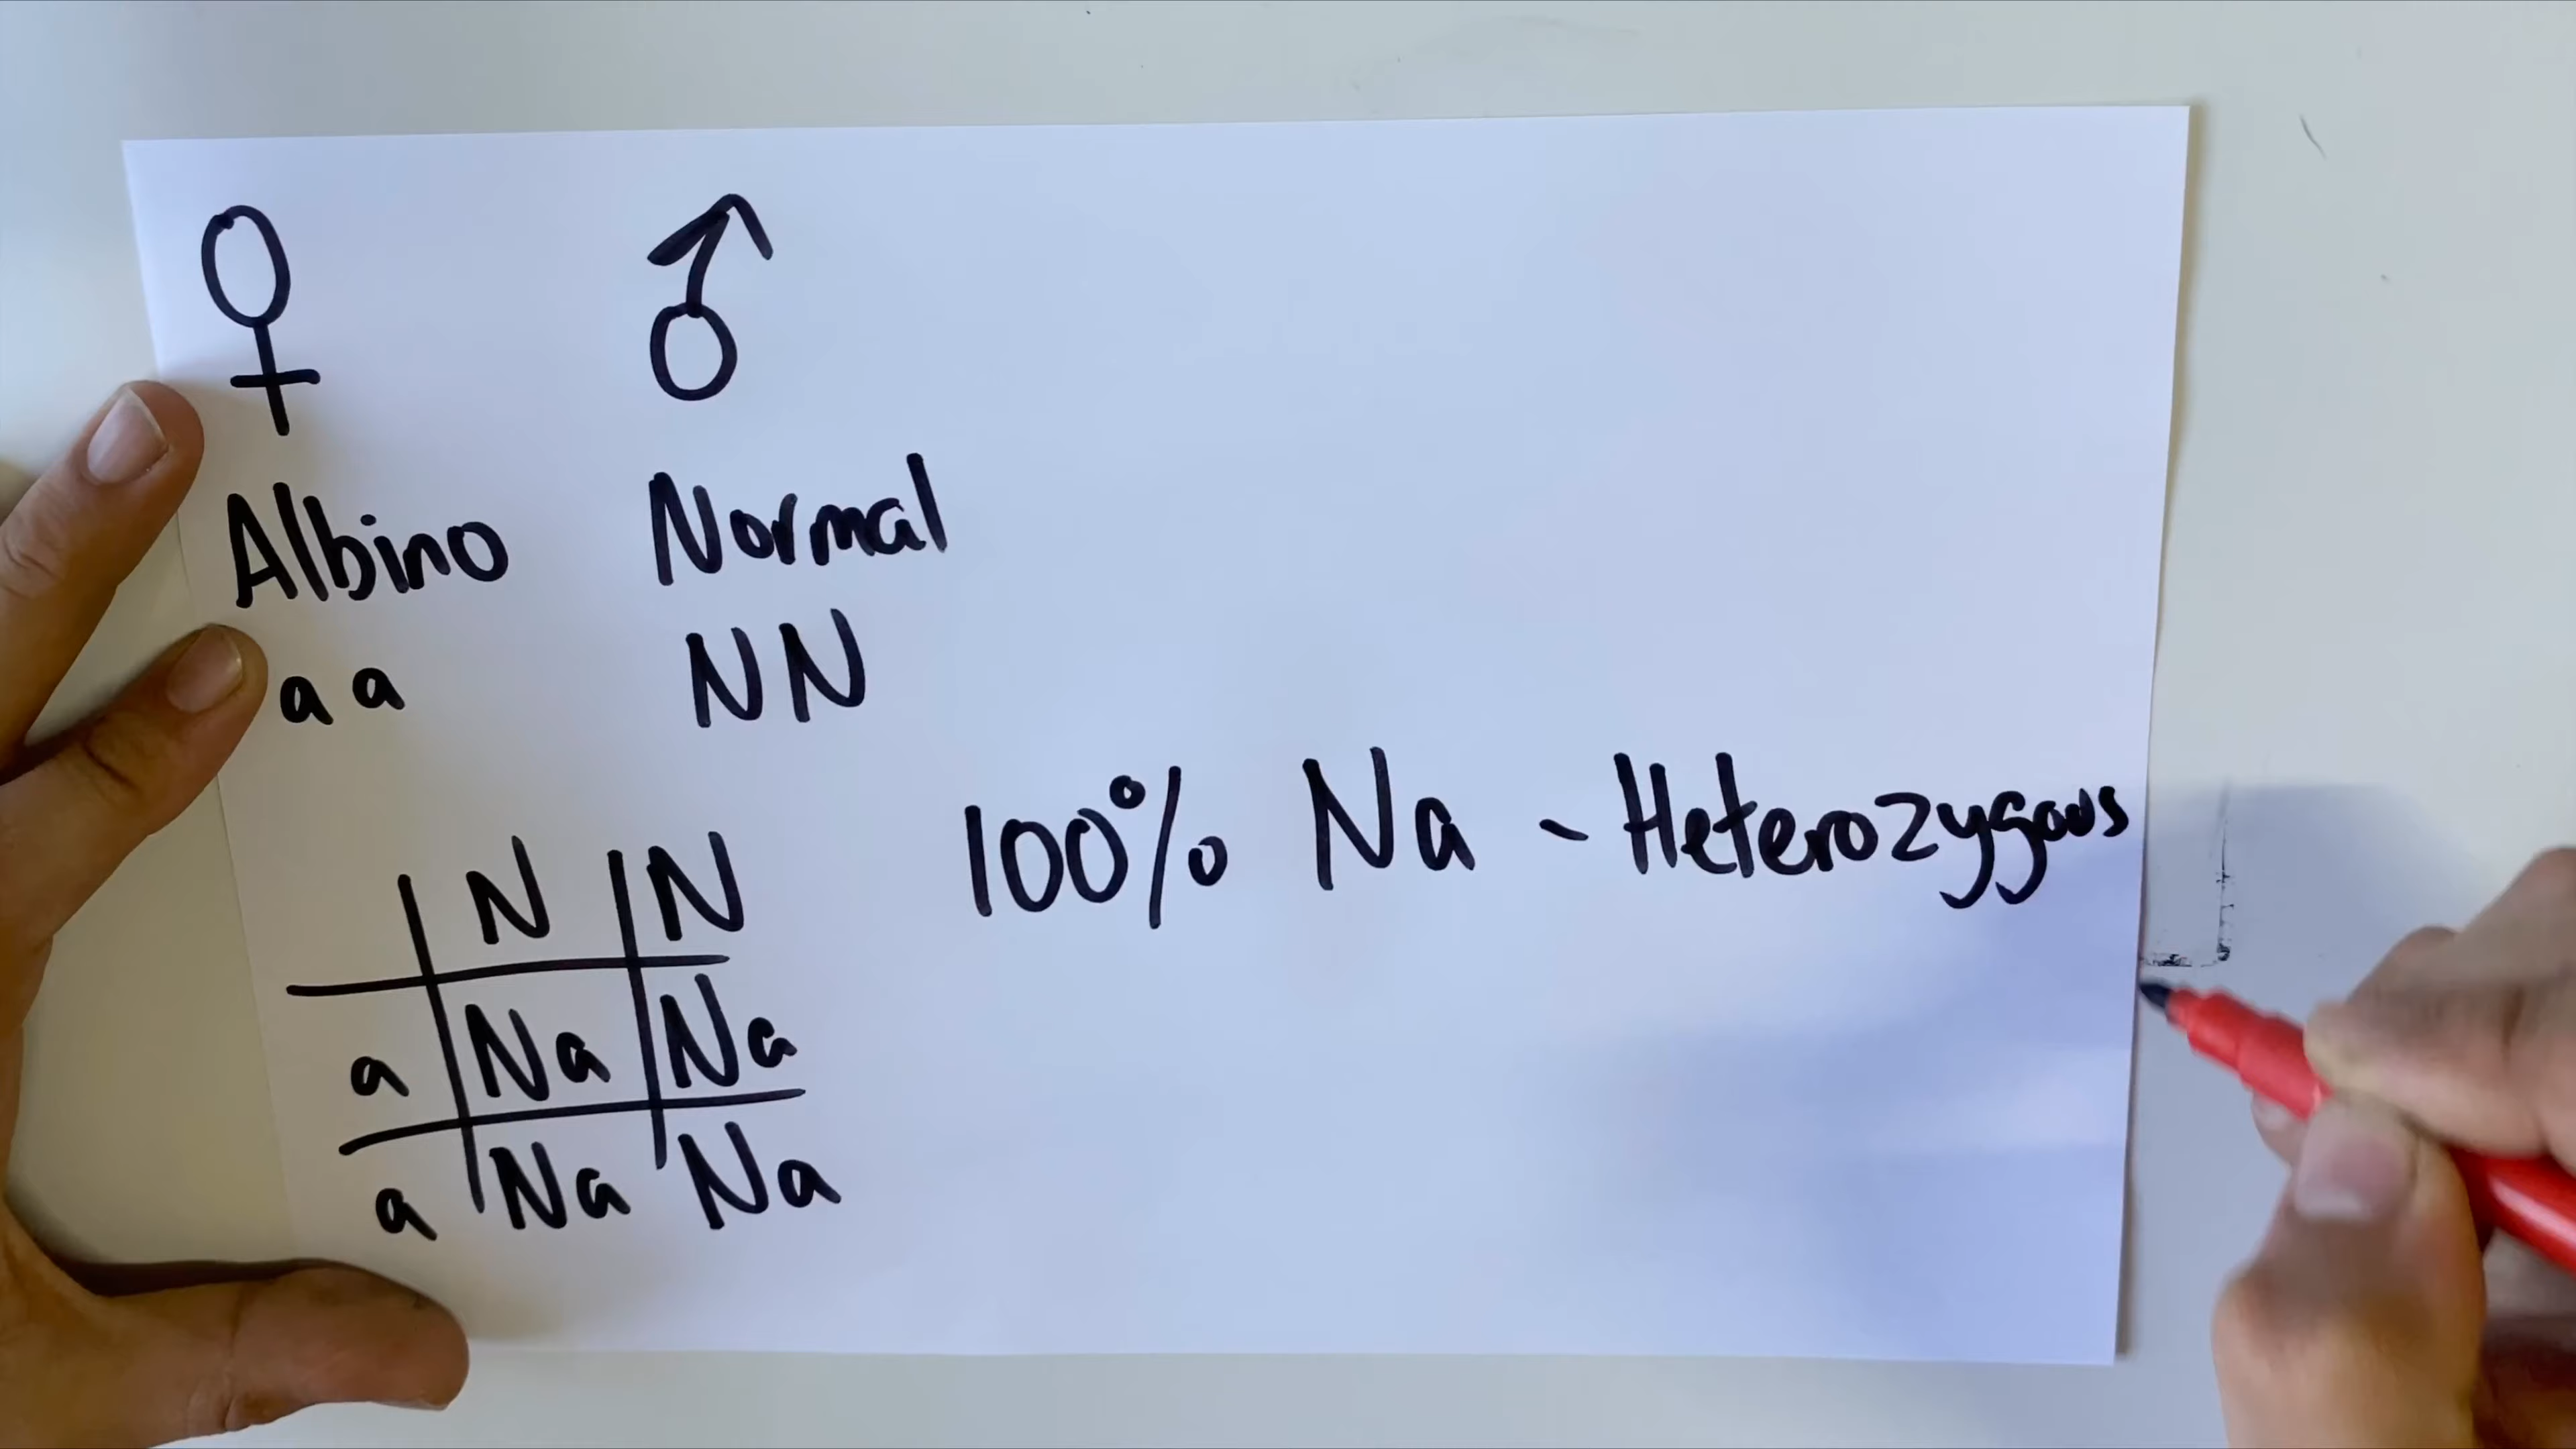 ♀ ♂
Albino Normal
aa NN
100% Na - Heterozygous
N N
a Na Na
a Na Na